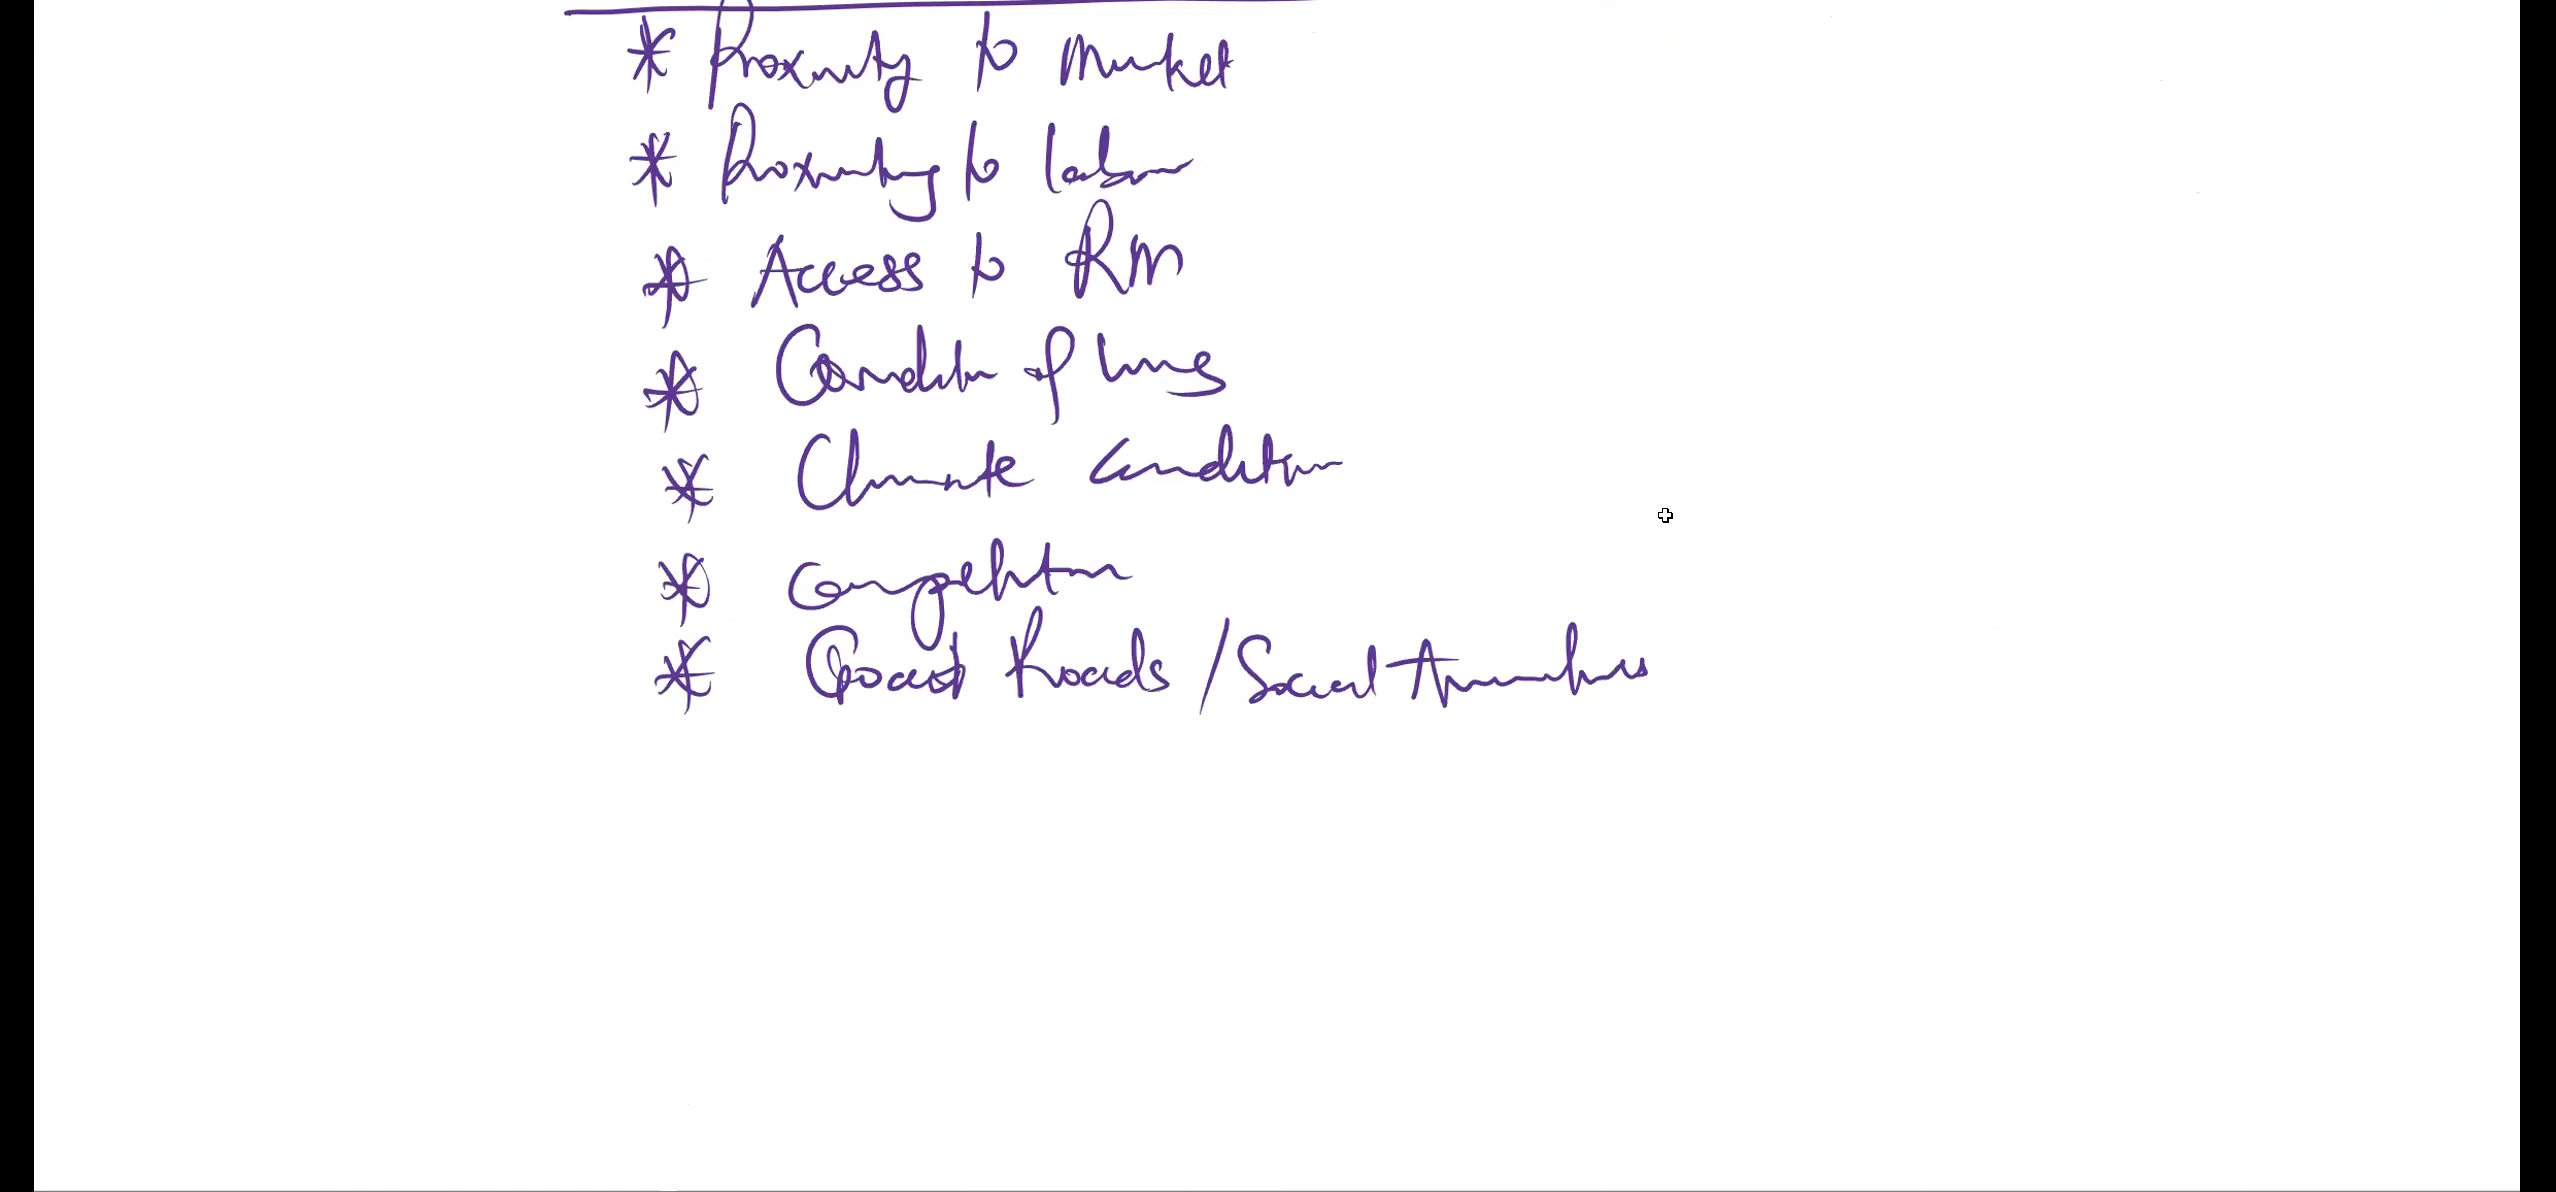 * Proximity to Market
* Proximity to labour
* Access to RM
* Condition of living
* Climate condition
* Competition
* Good Roads / Social Amenities